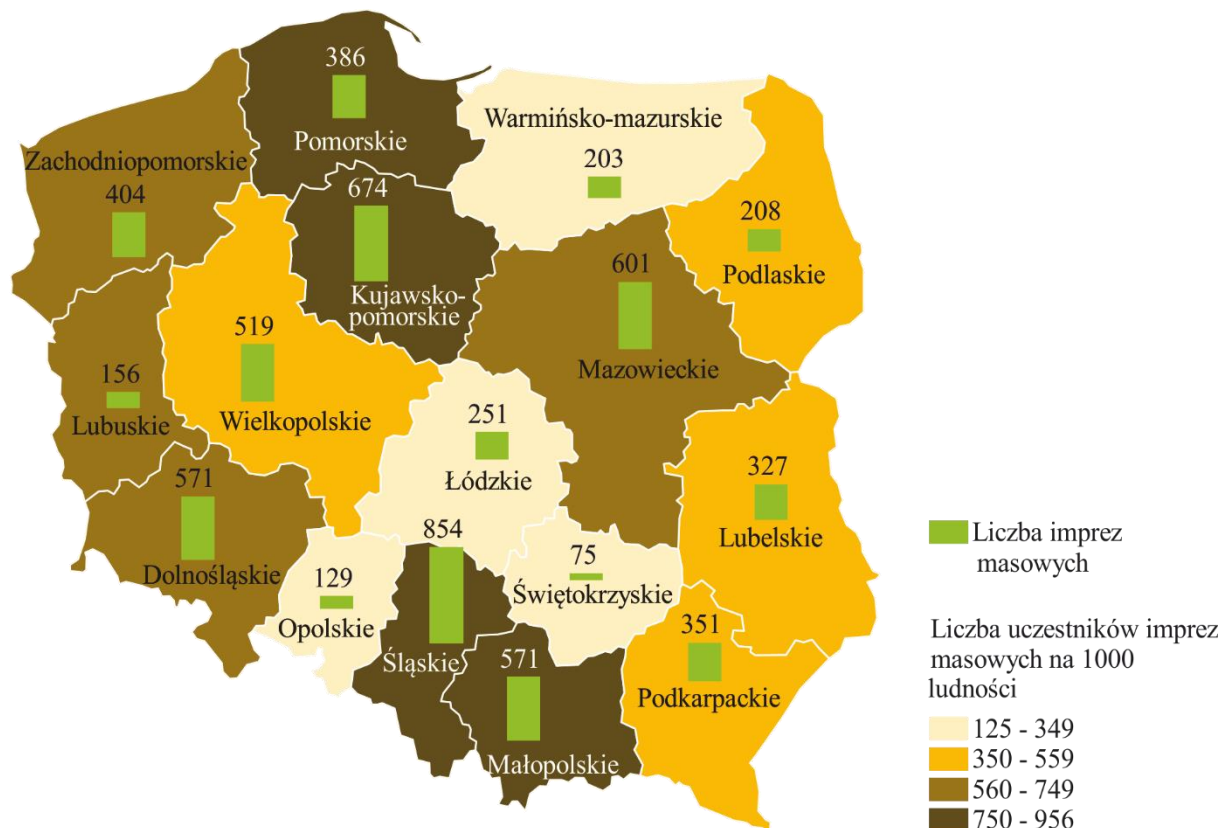 386
Pomorskie
Warmińsko-mazurskie
203
Zachodniopomorskie
404
674
Kujawsko-
pomorskie
208
Podlaskie
601
Mazowieckie
519
Wielkopolskie
156
Lubuskie
251
Łódzkie
327
Lubelskie
571
Dolnośląskie
854
Śląskie
75
Świętokrzyskie
129
Opolskie
351
Podkarpackie
571
Małopolskie
Liczba imprez
masowych
Liczba uczestników imprez
masowych na 1000
ludności
125 - 349
350 - 559
560 - 749
750 - 956